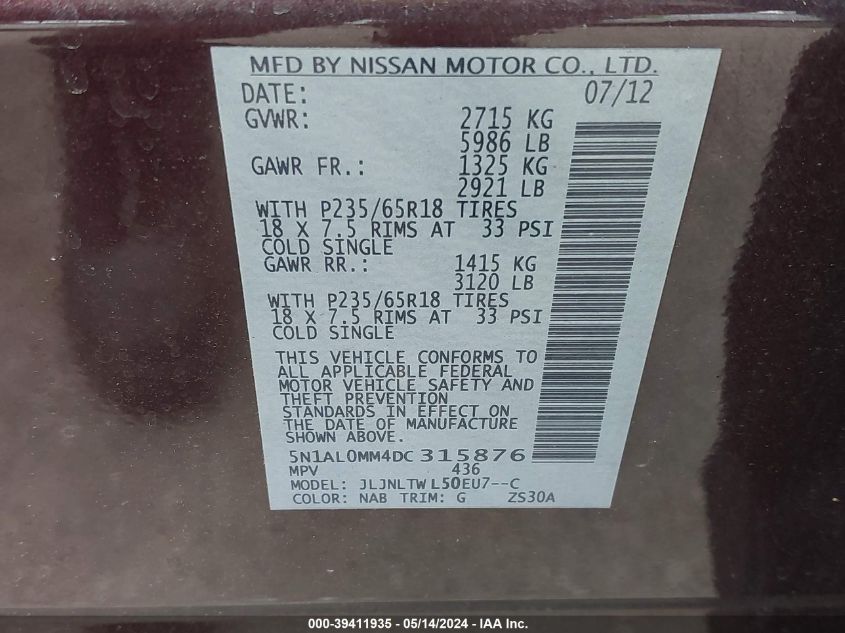 MFD BY NISSAN MOTOR CO., LTD.
DATE: 07/12
GVWR: 2715 KG
5986 LB
GAWR FR.: 1325 KG
2921 LB
WITH P235/65R18 TIRES
18 X 7.5 RIMS AT 33 PSI
COLD SINGLE
GAWR RR.: 1415 KG
3120 LB
WITH P235/65R18 TIRES
18 X 7.5 RIMS AT 33 PSI
COLD SINGLE
THIS VEHICLE CONFORMS TO
ALL APPLICABLE FEDERAL
MOTOR VEHICLE SAFETY AND
THEFT PREVENTION
STANDARDS IN EFFECT ON
THE DATE OF MANUFACTURE
SHOWN ABOVE.
5N1AL0MM4DC 315876
MPV 436
MODEL: JLJNLTW L50EU7--C
COLOR: NAB TRIM: G ZS30A
000-39411935 - 05/14/2024 - IAA Inc.